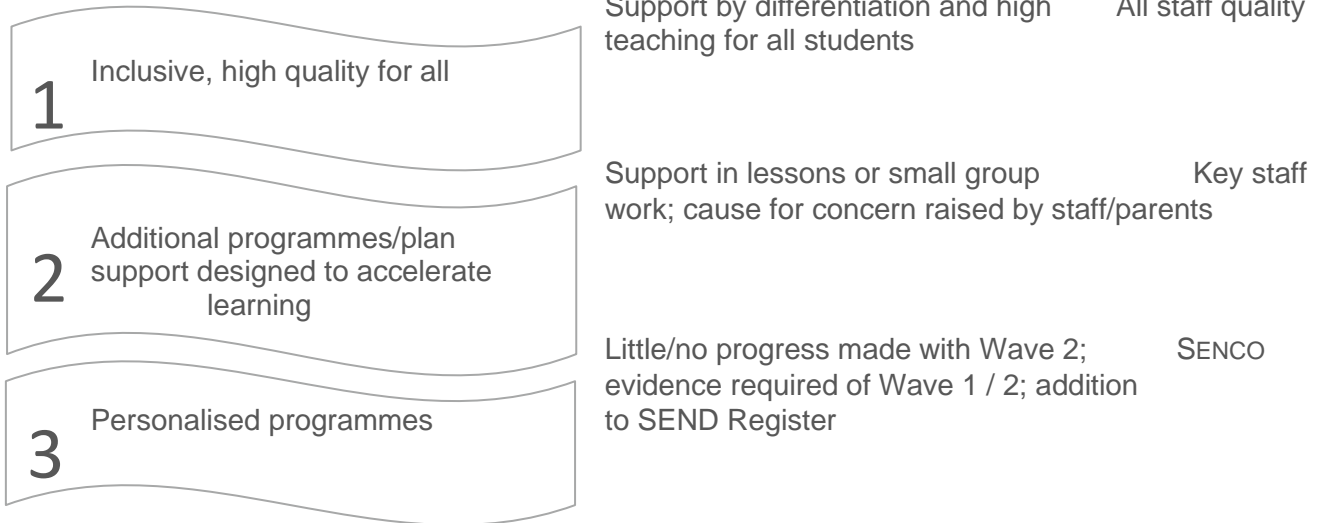 Support by differentiation and high All staff quality
teaching for all students
1
Inclusive, high quality for all
Support in lessons or small group Key staff
work; cause for concern raised by staff/parents
2
Additional programmes/plan
support designed to accelerate
learning
Little/no progress made with Wave 2; SENCO
evidence required of Wave 1 / 2; addition
to SEND Register
3
Personalised programmes